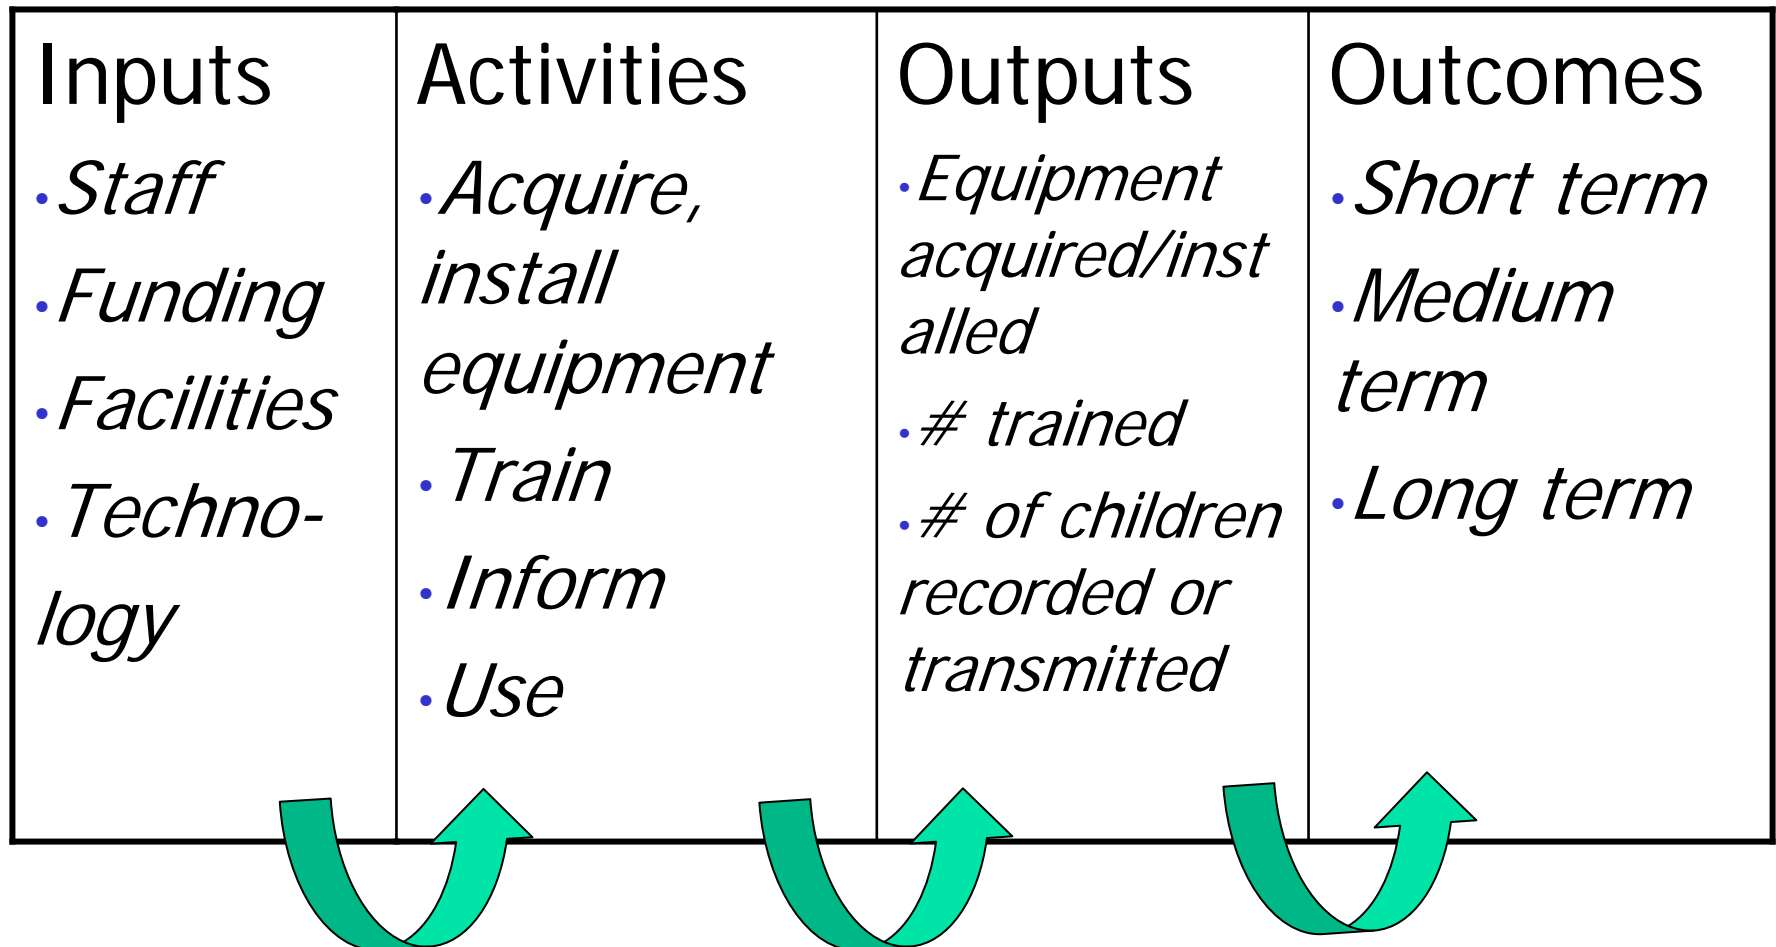 Inputs
•Staff
•Funding
•Facilities
•Techno-
logy
Activities
•Acquire,
install
equipment
•Train
•Inform
•Use
Outputs
•Equipment
acquired/inst
alled
•# trained
•# of children
recorded or
transmitted
Outcomes
•Short term
•Medium
term
•Long term